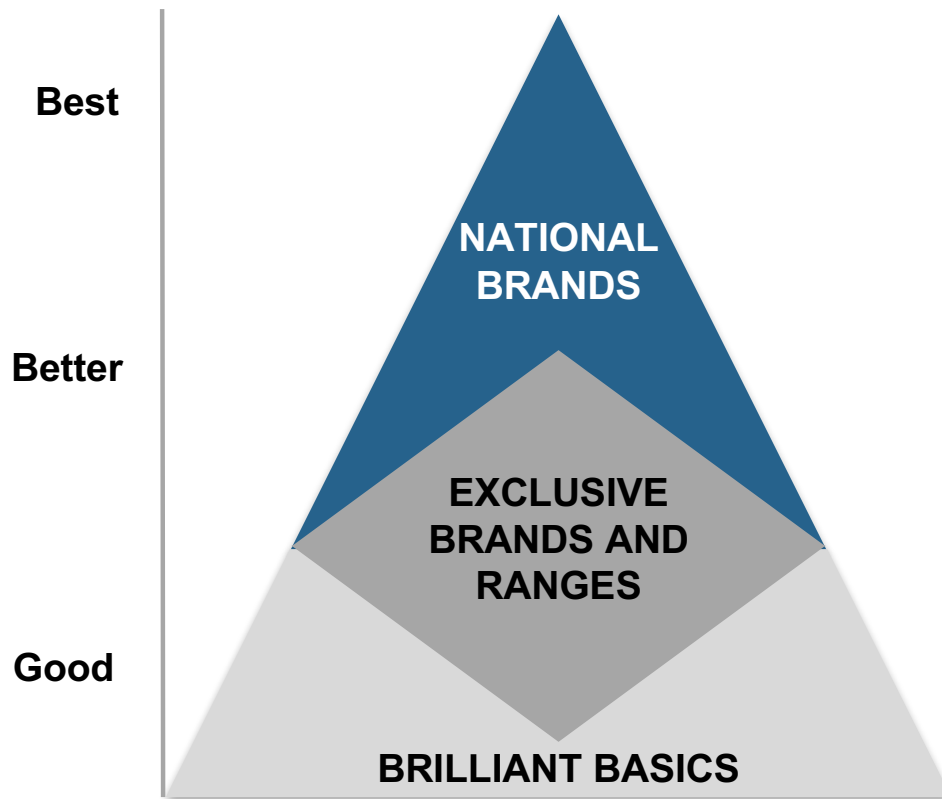 Best
NATIONAL
BRANDS
Better
EXCLUSIVE
BRANDS AND
RANGES
Good
BRILLIANT BASICS